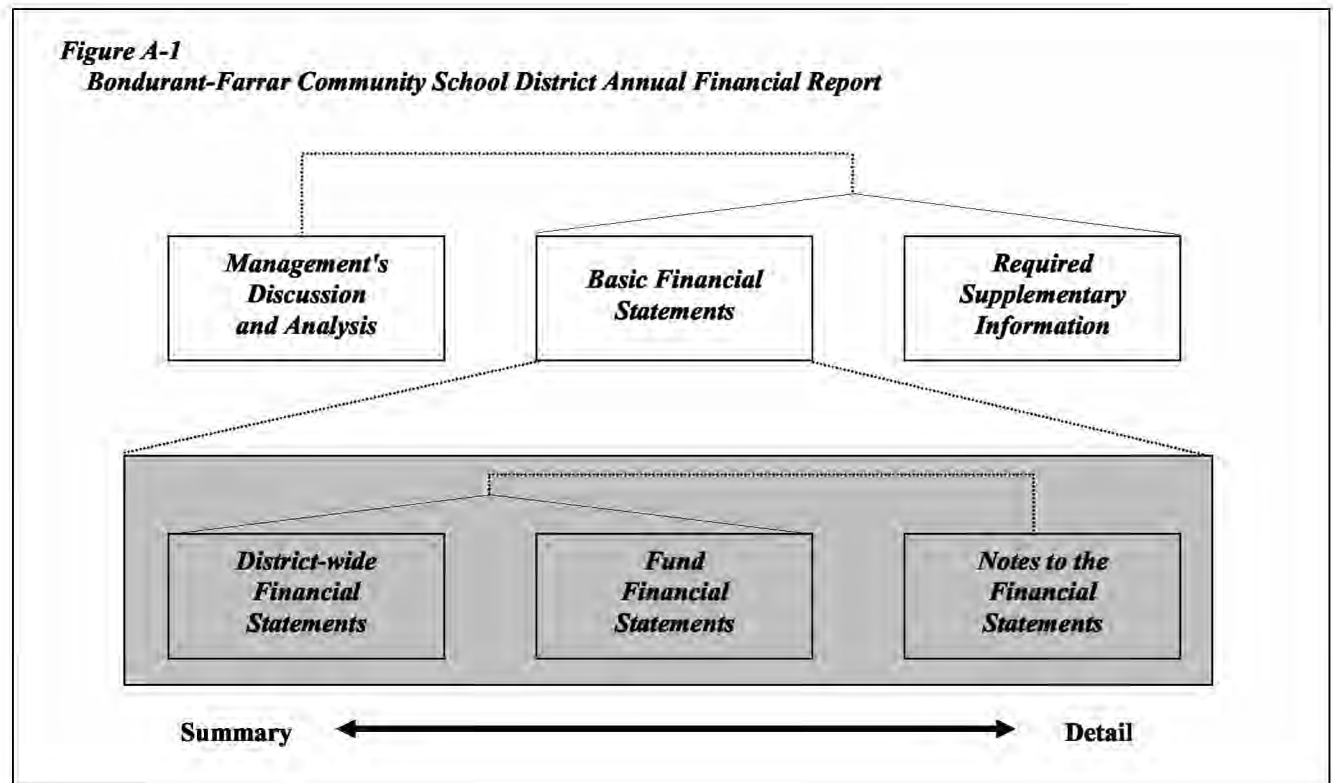 Figure A-1
Bondurant-Farrar Community School District Annual Financial Report
Management's
Discussion
and Analysis
Basic Financial
Statements
Required
Supplementary
Information
District-wide
Financial
Statements
Fund
Financial
Statements
Notes to the
Financial
Statements
Summary
Detail